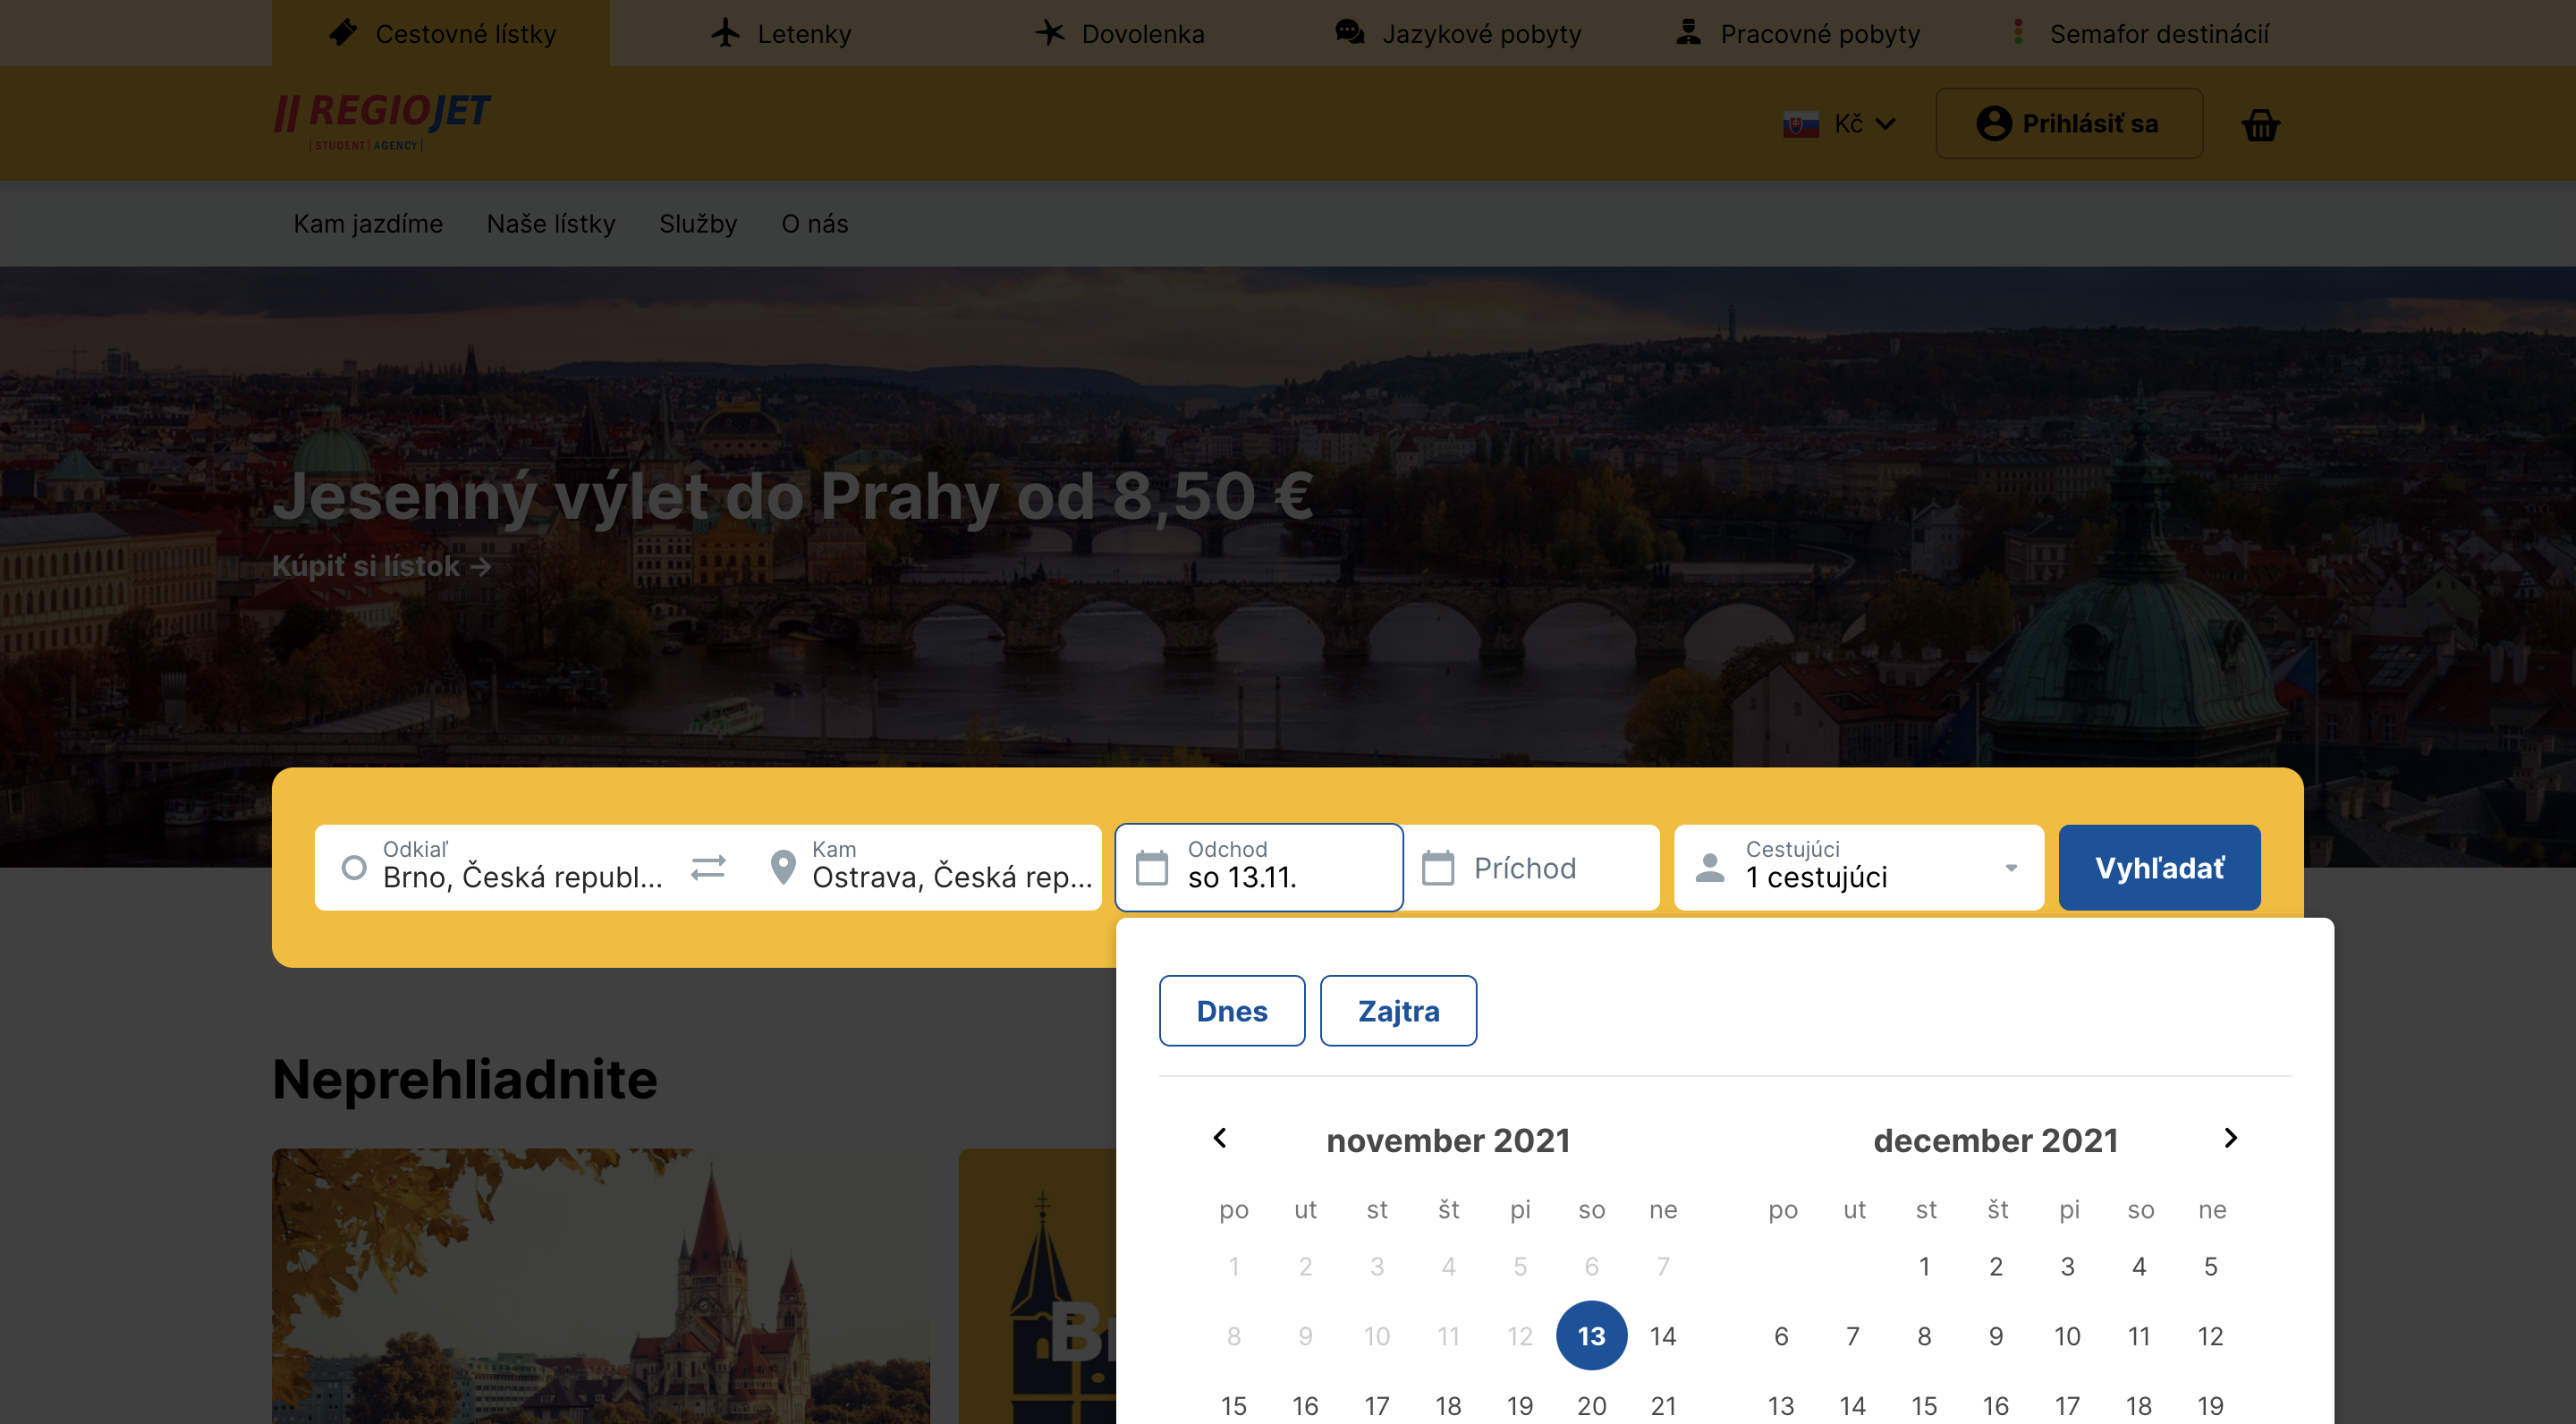 Cestovné lístky Letenky Dovolenka Jazykové pobyty Pracovné pobyty Semafor destinácií
REGIOJET
STUDENT AGENCY
Kč Prihlásiť sa
Kam jazdíme Naše lístky Služby O nás
Jesenný výlet do Prahy od 8,50 €
Kúpiť si lístok →
Odkiaľ
Brno, Česká republ...
Kam
Ostrava, Česká rep...
Odchod
so 13.11.
Príchod
Cestujúci
1 cestujúci
Vyhľadať
Dnes Zajtra
Neprehliadnite
Br
november 2021
po ut st št pi so ne
1 2 3 4 5 6 7
8 9 10 11 12 13 14
15 16 17 18 19 20 21
december 2021
po ut st št pi so ne
1 2 3 4 5
6 7 8 9 10 11 12
13 14 15 16 17 18 19